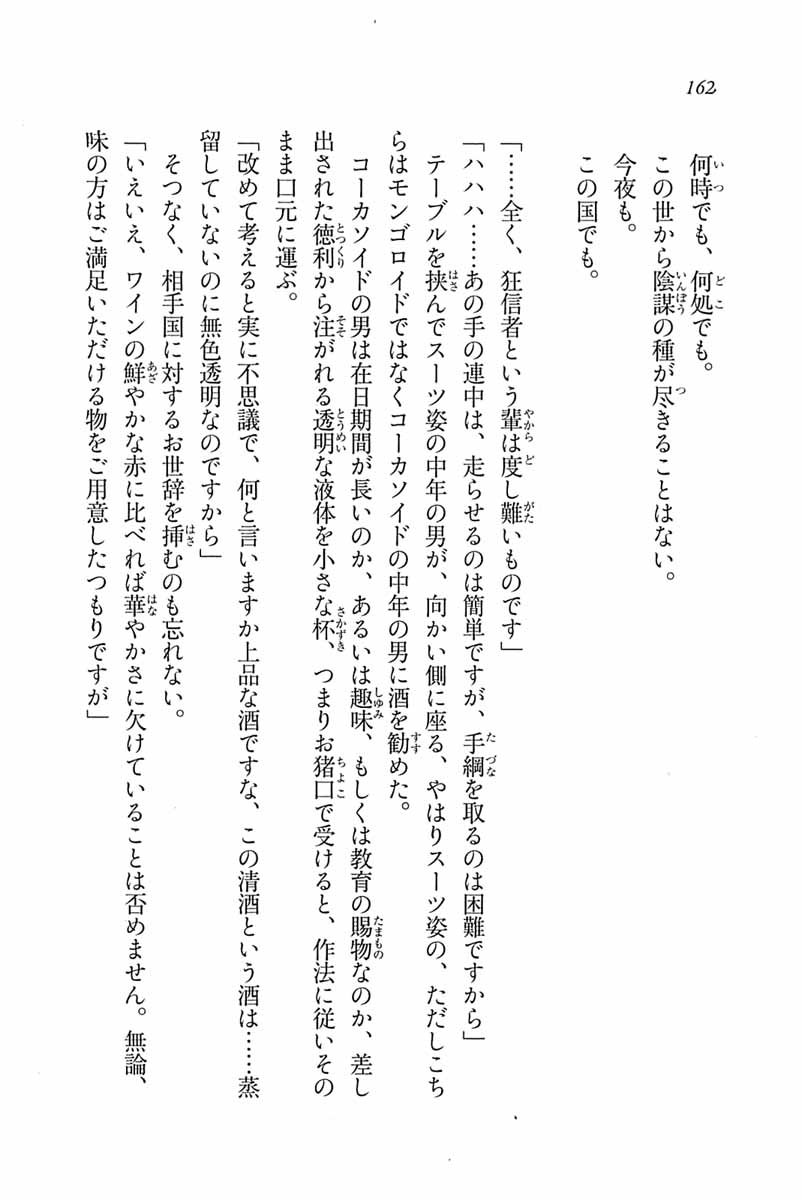 162
何時でも、何処でも。
この世から陰謀の種が尽きることはない。
今夜も。
この国でも。
「……全く、狂信者という輩は度し難いものです」
「ハハハ……あの手の連中は、走らせるのは簡単ですが、手綱を取るのは困難ですから」
テーブルを挟んでスーツ姿の中年の男が、向かい側に座る、やはりスーツ姿の、ただしこち
らはモンゴロイドではなくコーカソイドの中年の男に酒を勧めた。
コーカソイドの男は在日期間が長いのか、あるいは趣味、もしくは教育の賜物なのか、差し
出された徳利から注がれる透明な液体を小さな杯、つまりお猪口で受けると、作法に従いその
まま口元に運ぶ。
「改めて考えると実に不思議で、何と言いますか上品な酒ですな、この清酒という酒は……蒸
留していないのに無色透明なのですから」
そつなく、相手国に対するお世辞を挿むのも忘れない。
「いえいえ、ワインの鮮やかな赤に比べれば華やかさに欠けていることは否めません。無論、
味の方はご満足いただける物をご用意したつもりですが」